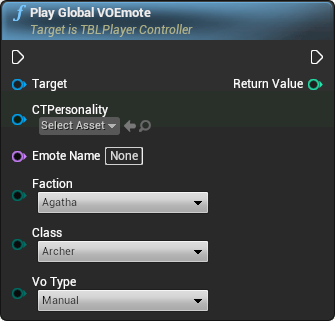 Play Global VOEmote
Target is TBLPlayer Controller
Target
Return Value
CTPersonality
Select Asset
Emote Name None
Faction
Agatha
Class
Archer
Vo Type
Manual